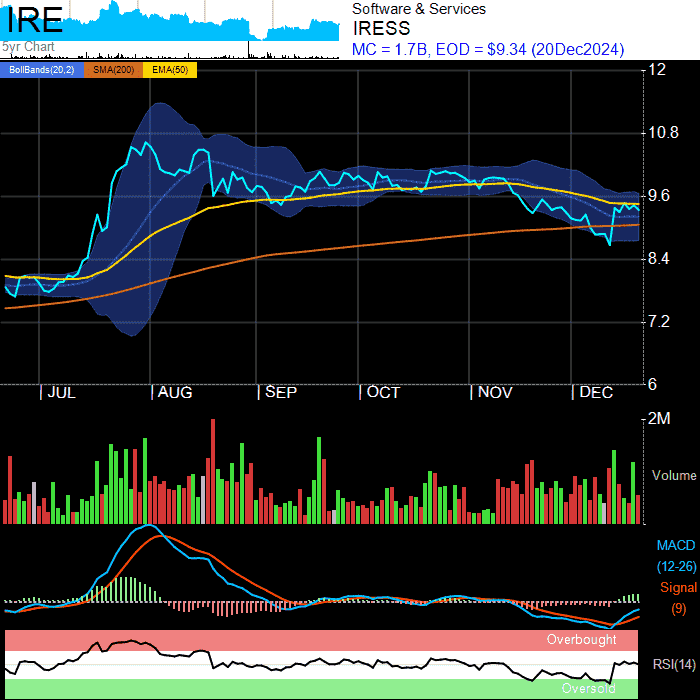 IRE
5yr Chart
Software & Services
IRESS
MC = 1.7B, EOD = $9.34 (20Dec2024)
BollBands(20,2) SMA(200) EMA(50)
12
10.8
9.6
8.4
7.2
6
JUL AUG SEP OCT NOV DEC
2M
Volume
MACD
(12-26)
Signal
(9)
Overbought
RSI(14)
Oversold